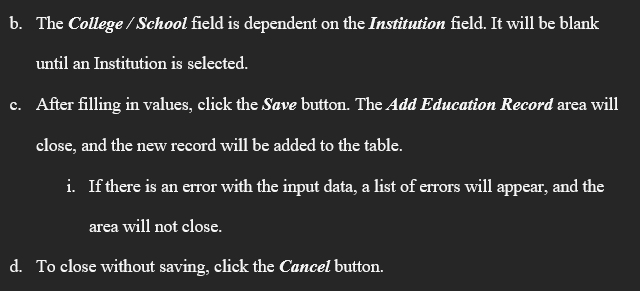 b. The College / School field is dependent on the Institution field. It will be blank
until an Institution is selected.
c. After filling in values, click the Save button. The Add Education Record area will
close, and the new record will be added to the table.
i. If there is an error with the input data, a list of errors will appear, and the
area will not close.
d. To close without saving, click the Cancel button.